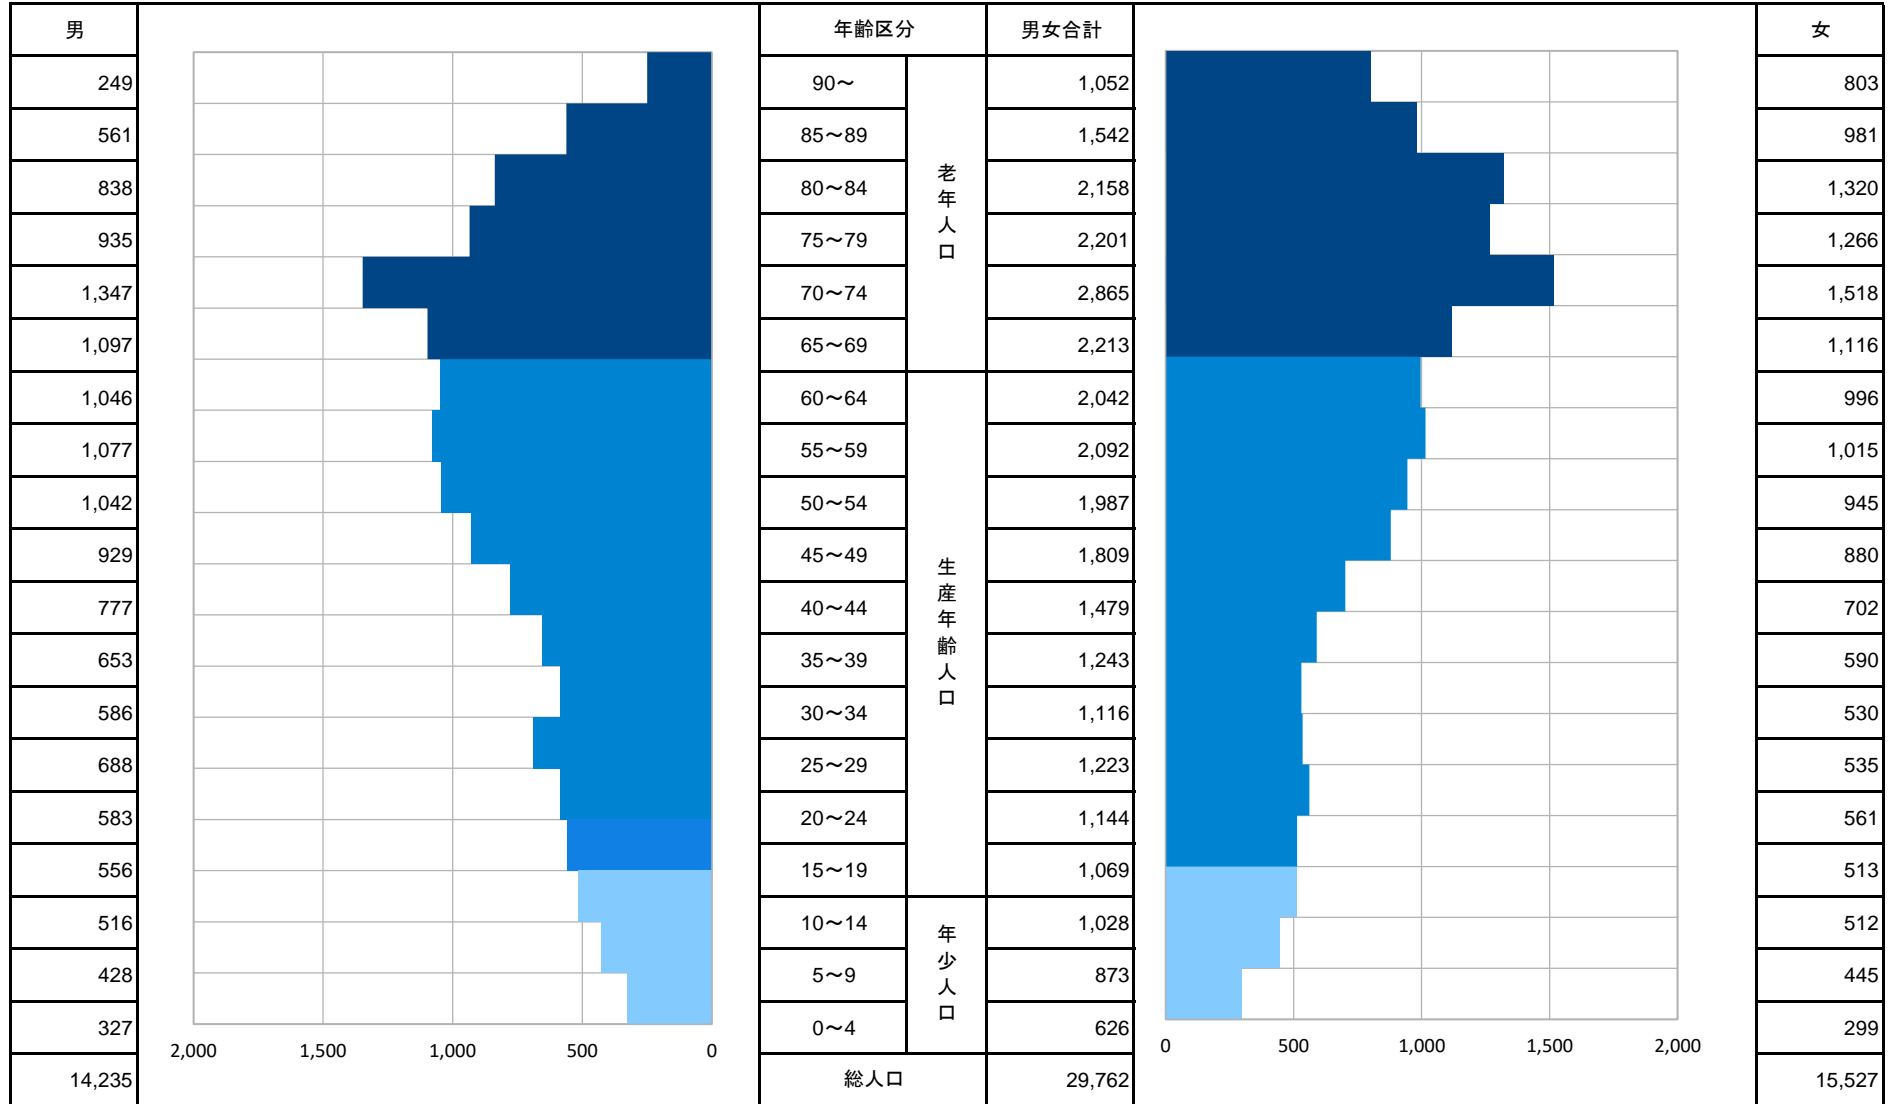 男 年齢区分 男女合計 女
249 90～ 1,052 803
561 85～89 1,542 981
838 80～84 2,158 1,320
935 75～79 2,201 1,266
1,347 70～74 2,865 1,518
1,097 65～69 2,213 1,116
老年人口
1,046 60～64 2,042 996
1,077 55～59 2,092 1,015
1,042 50～54 1,987 945
929 45～49 1,809 880
777 40～44 1,479 702
653 35～39 1,243 590
586 30～34 1,116 530
688 25～29 1,223 535
583 20～24 1,144 561
556 15～19 1,069 513
生産年齢人口
516 10～14 1,028 512
428 5～9 873 445
327 0～4 626 299
年少人口
2,000 1,500 1,000 500 0
0 500 1,000 1,500 2,000
14,235 総人口 29,762 15,527